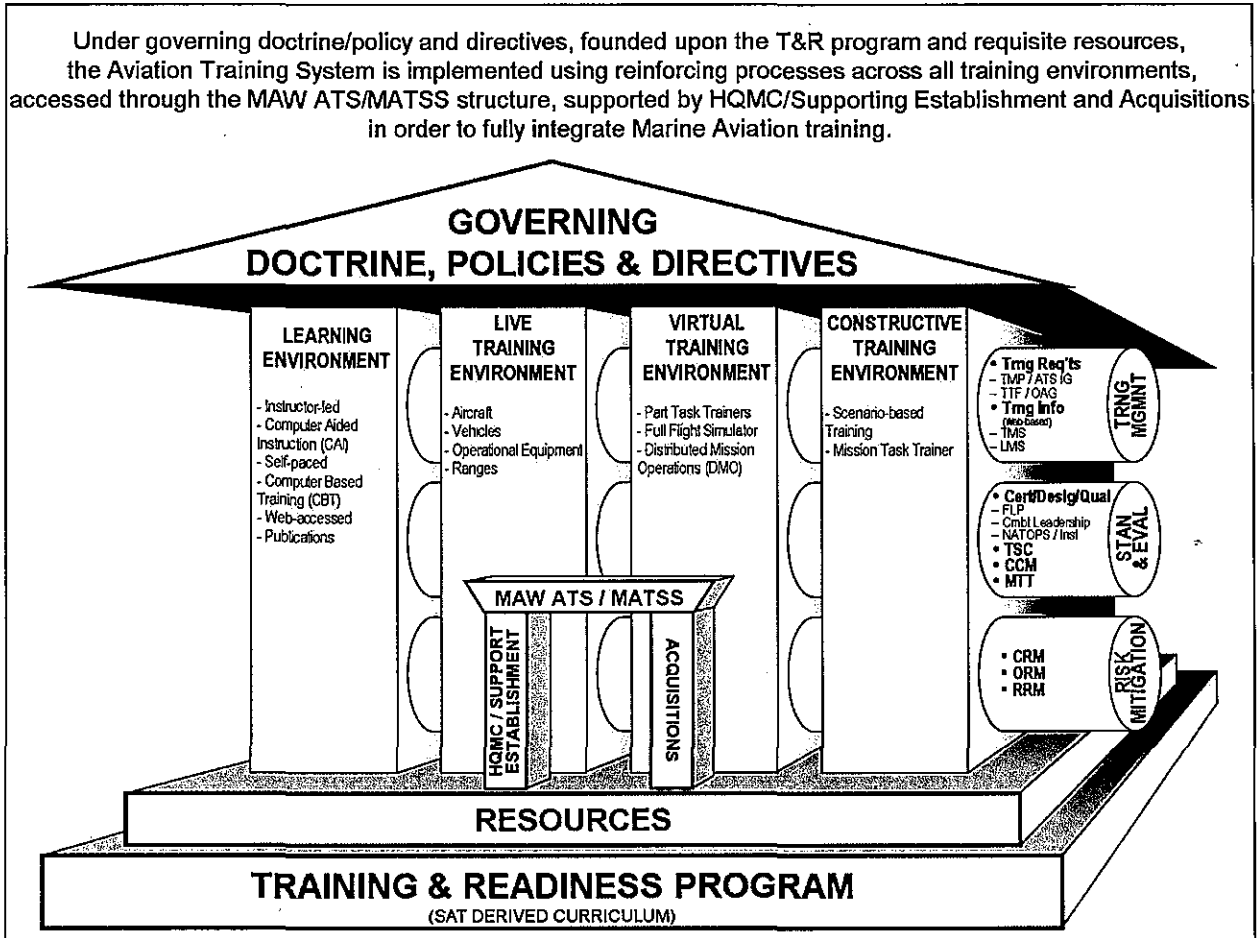 Under governing doctrine/policy and directives, founded upon the T&R program and requisite resources,
the Aviation Training System is implemented using reinforcing processes across all training environments,
accessed through the MAW ATS/MATSS structure, supported by HQMC/Supporting Establishment and Acquisitions
in order to fully integrate Marine Aviation training.
GOVERNING
DOCTRINE, POLICIES & DIRECTIVES
LEARNING
ENVIRONMENT
- Instructor-led
- Computer Aided
Instruction (CAI)
- Self-paced
- Computer Based
Training (CBT)
- Web-accessed
- Publications
LIVE
TRAINING
ENVIRONMENT
- Aircraft
- Vehicles
- Operational Equipment
- Ranges
VIRTUAL
TRAINING
ENVIRONMENT
- Part Task Trainers
- Full Flight Simulator
- Distributed Mission
Operations (DMO)
CONSTRUCTIVE
TRAINING
ENVIRONMENT
- Scenario-based
Training
- Mission Task Trainer
• Trng Req'ts
– TMP / ATS IG
– TTF / OAG
• Trng Info
(Web-based)
– TMS
– LMS
TRNG
MGMNT
• Cert/Desig/Qual
– FLP
– Cmbt Leadership
– NATOPS / Inst
• TSC
• CCM
• MTT
STAN
& EVAL
▪ CRM
▪ ORM
▪ RRM
RISK
MITIGATION
MAW ATS / MATSS
HQMC / SUPPORT
ESTABLISHMENT
ACQUISITIONS
RESOURCES
TRAINING & READINESS PROGRAM
(SAT DERIVED CURRICULUM)